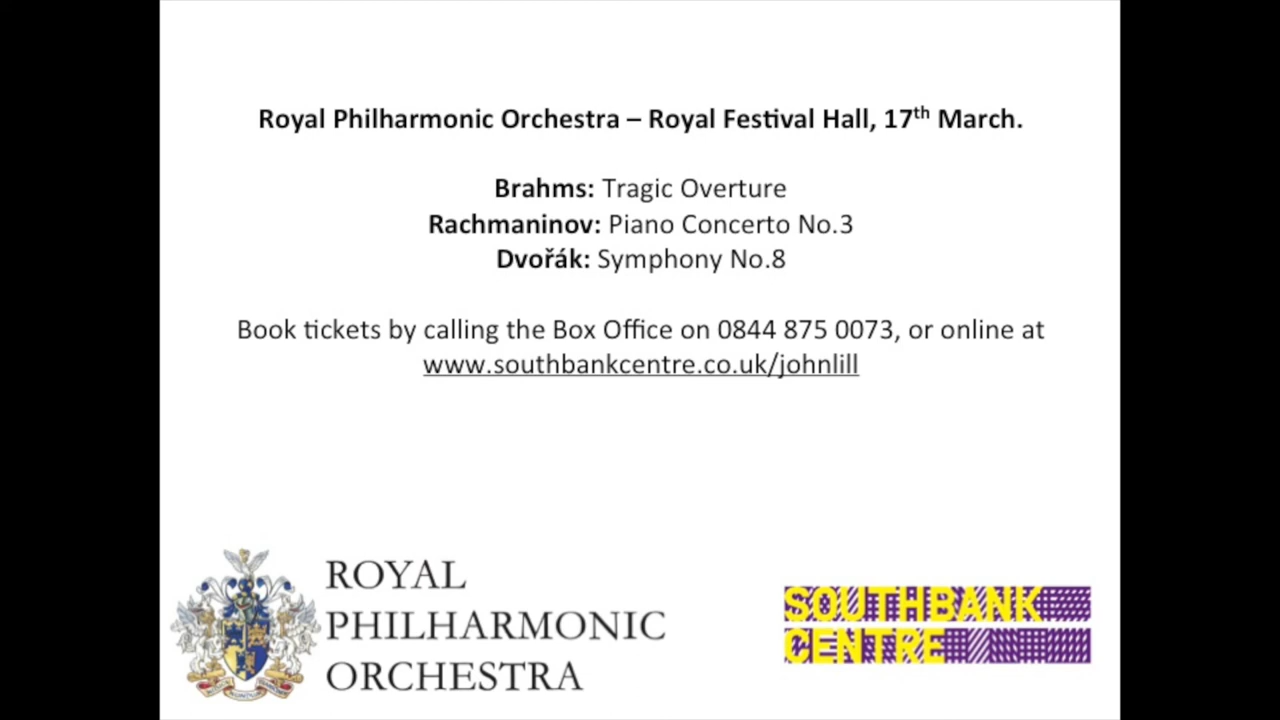 Royal Philharmonic Orchestra – Royal Festival Hall, 17th March.
Brahms: Tragic Overture
Rachmaninov: Piano Concerto No.3
Dvořák: Symphony No.8
Book tickets by calling the Box Office on 0844 875 0073, or online at
www.southbankcentre.co.uk/johnlill
ROYAL
PHILHARMONIC
ORCHESTRA
SOUTHBANK
CENTRE